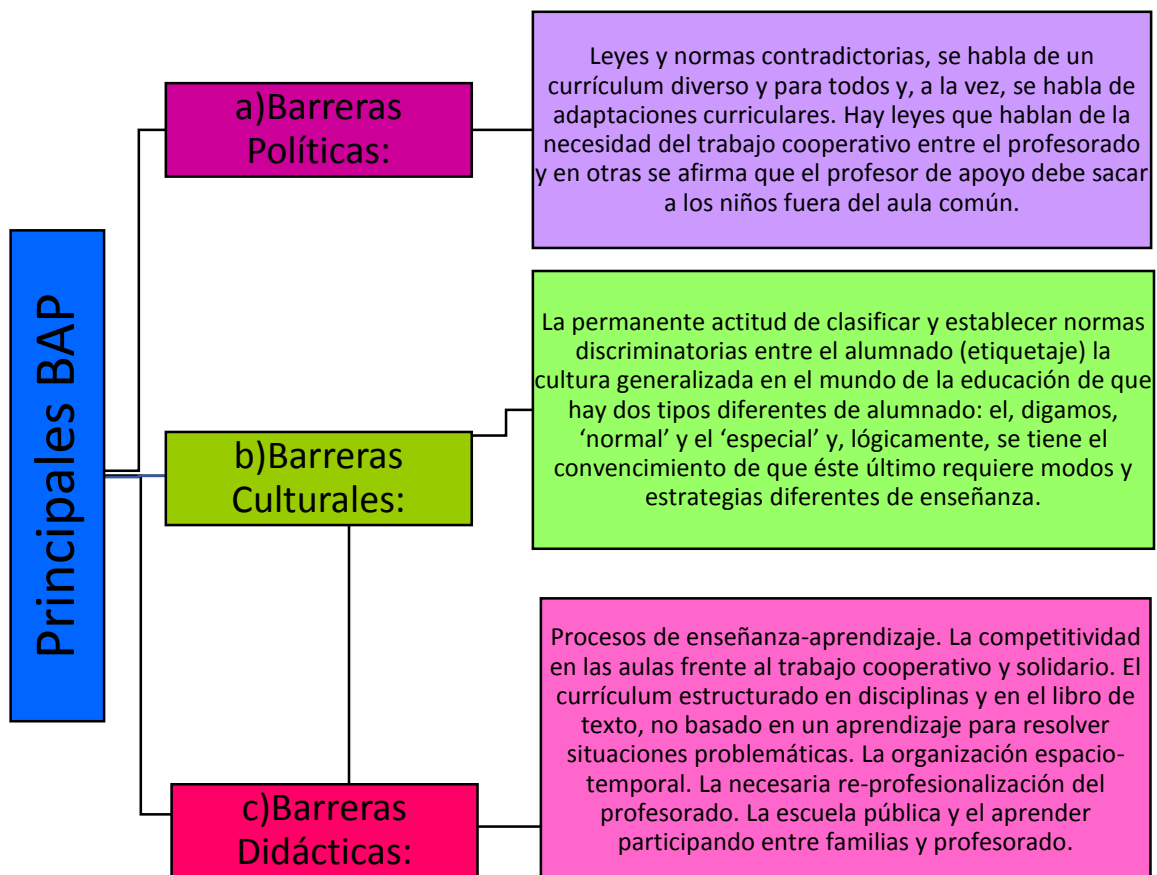 Principales BAP
a)Barreras
Políticas:
Leyes y normas contradictorias, se habla de un
currículum diverso y para todos y, a la vez, se habla de
adaptaciones curriculares. Hay leyes que hablan de la
necesidad del trabajo cooperativo entre el profesorado
y en otras se afirma que el profesor de apoyo debe sacar
a los niños fuera del aula común.
b)Barreras
Culturales:
La permanente actitud de clasificar y establecer normas
discriminatorias entre el alumnado (etiquetaje) la
cultura generalizada en el mundo de la educación de que
hay dos tipos diferentes de alumnado: el, digamos,
‘normal’ y el ‘especial’ y, lógicamente, se tiene el
convencimiento de que éste último requiere modos y
estrategias diferentes de enseñanza.
c)Barreras
Didácticas:
Procesos de enseñanza-aprendizaje. La competitividad
en las aulas frente al trabajo cooperativo y solidario. El
currículum estructurado en disciplinas y en el libro de
texto, no basado en un aprendizaje para resolver
situaciones problemáticas. La organización espacio-
temporal. La necesaria re-profesionalización del
profesorado. La escuela pública y el aprender
participando entre familias y profesorado.